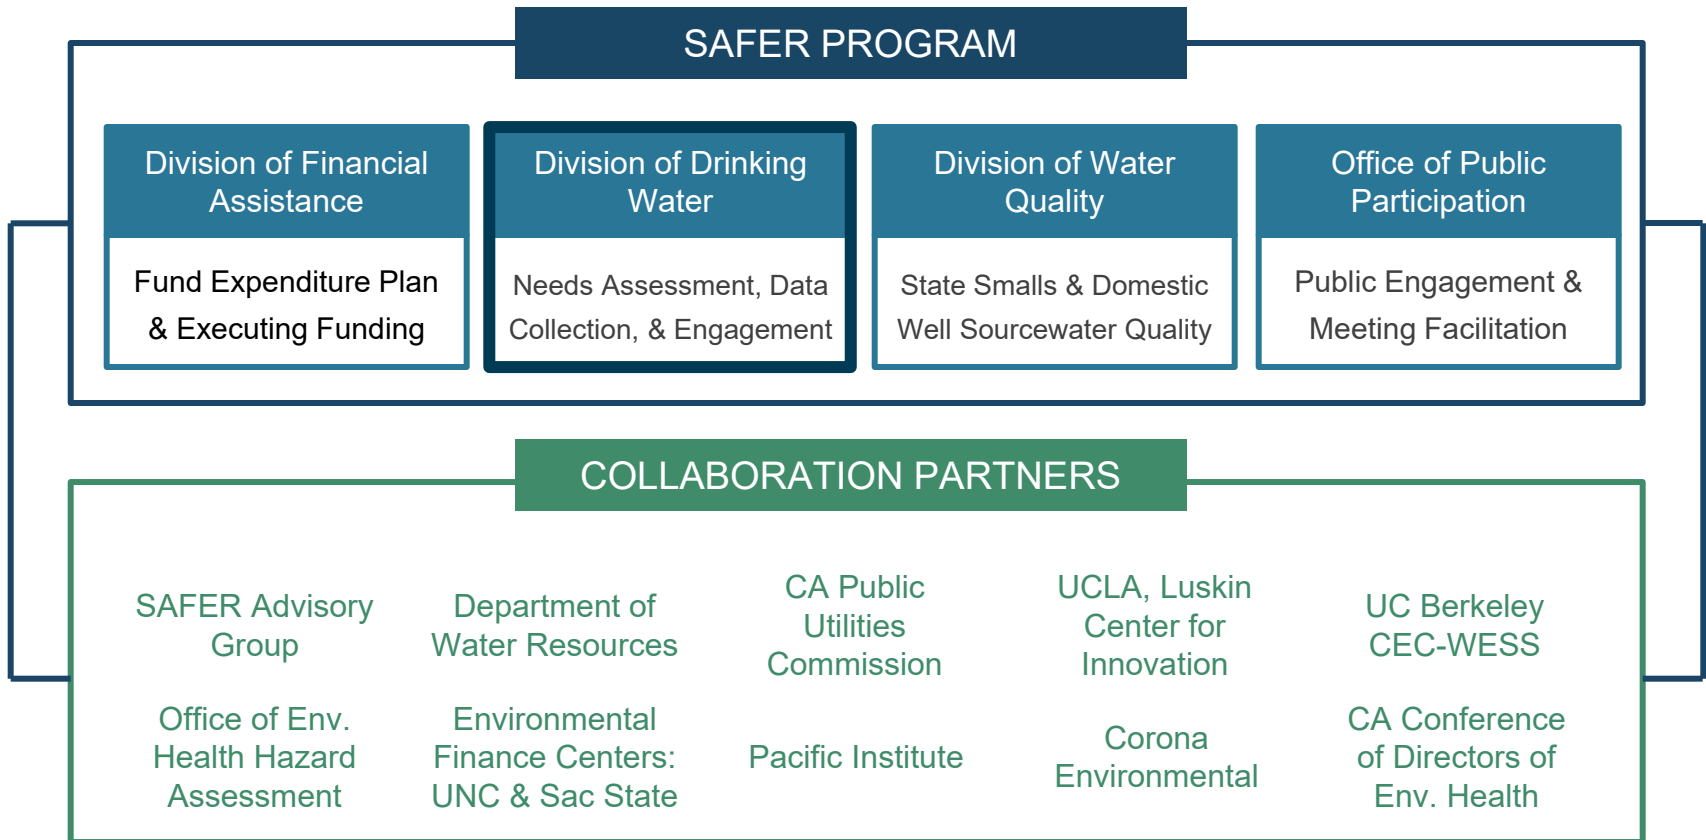 SAFER PROGRAM
Division of Financial
Assistance
Fund Expenditure Plan
& Executing Funding
Division of Drinking
Water
Needs Assessment, Data
Collection, & Engagement
Division of Water
Quality
State Smalls & Domestic
Well Sourcewater Quality
Office of Public
Participation
Public Engagement &
Meeting Facilitation
COLLABORATION PARTNERS
SAFER Advisory
Group
Department of
Water Resources
CA Public
Utilities
Commission
UCLA, Luskin
Center for
Innovation
UC Berkeley
CEC-WESS
Office of Env.
Health Hazard
Assessment
Environmental
Finance Centers:
UNC & Sac State
Pacific Institute
Corona
Environmental
CA Conference
of Directors of
Env. Health